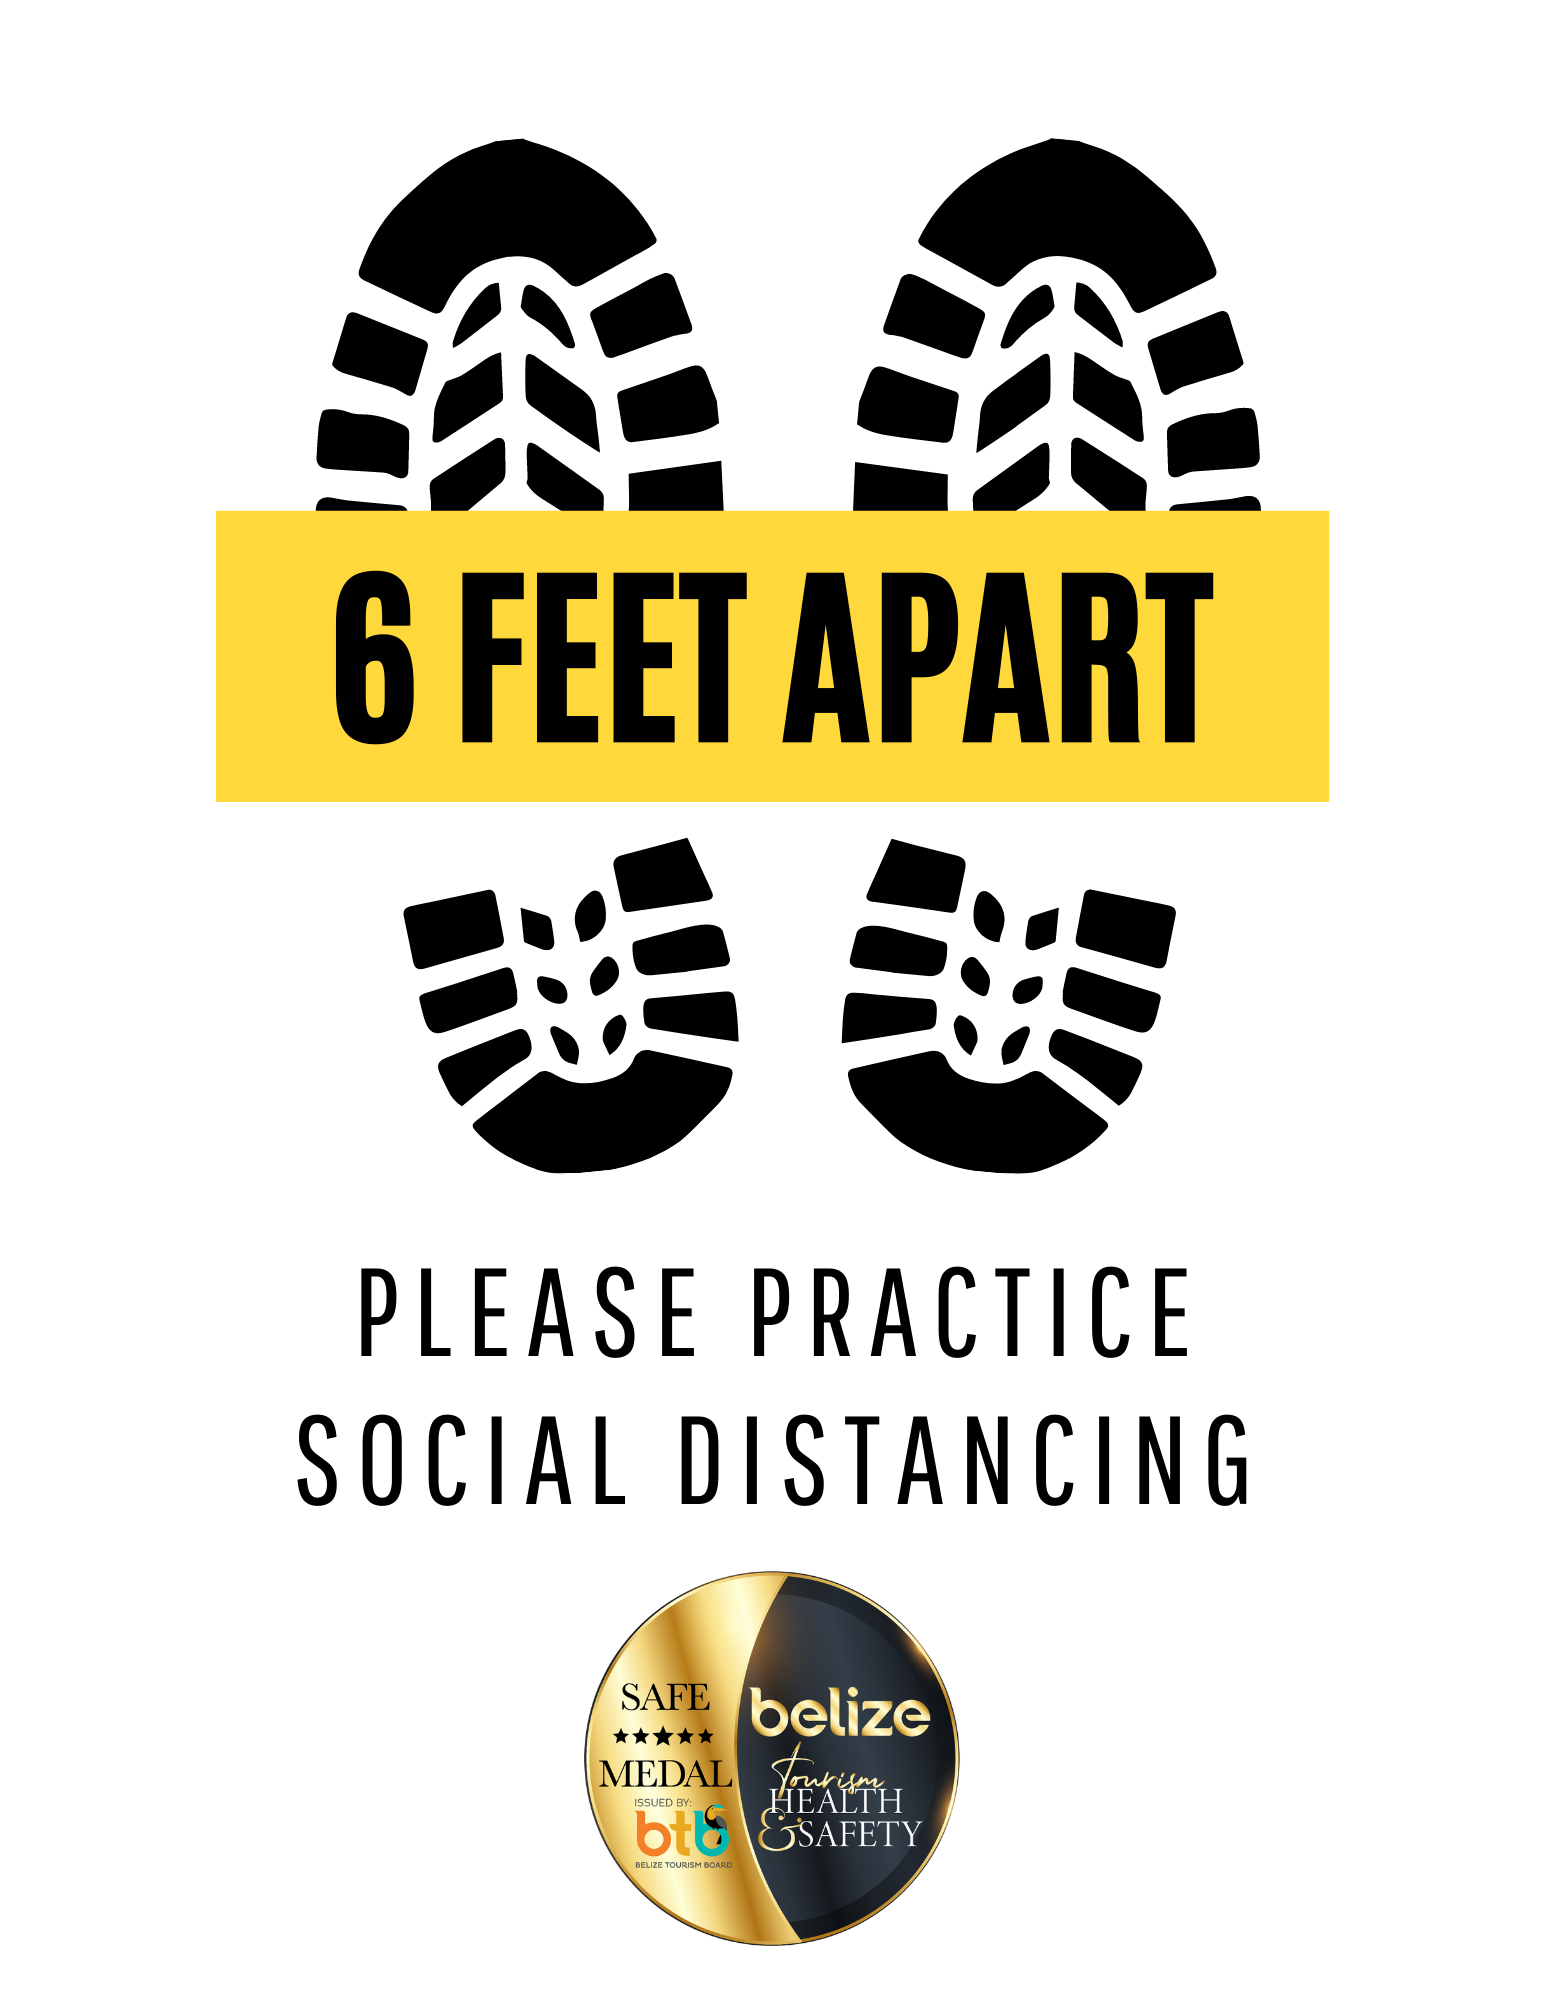 6 FEET APART
PLEASE PRACTICE
SOCIAL DISTANCING
SAFE
MEDAL
ISSUED BY:
btb
BELIZE TOURISM BOARD
belize
Tourism
HEALTH
&SAFETY